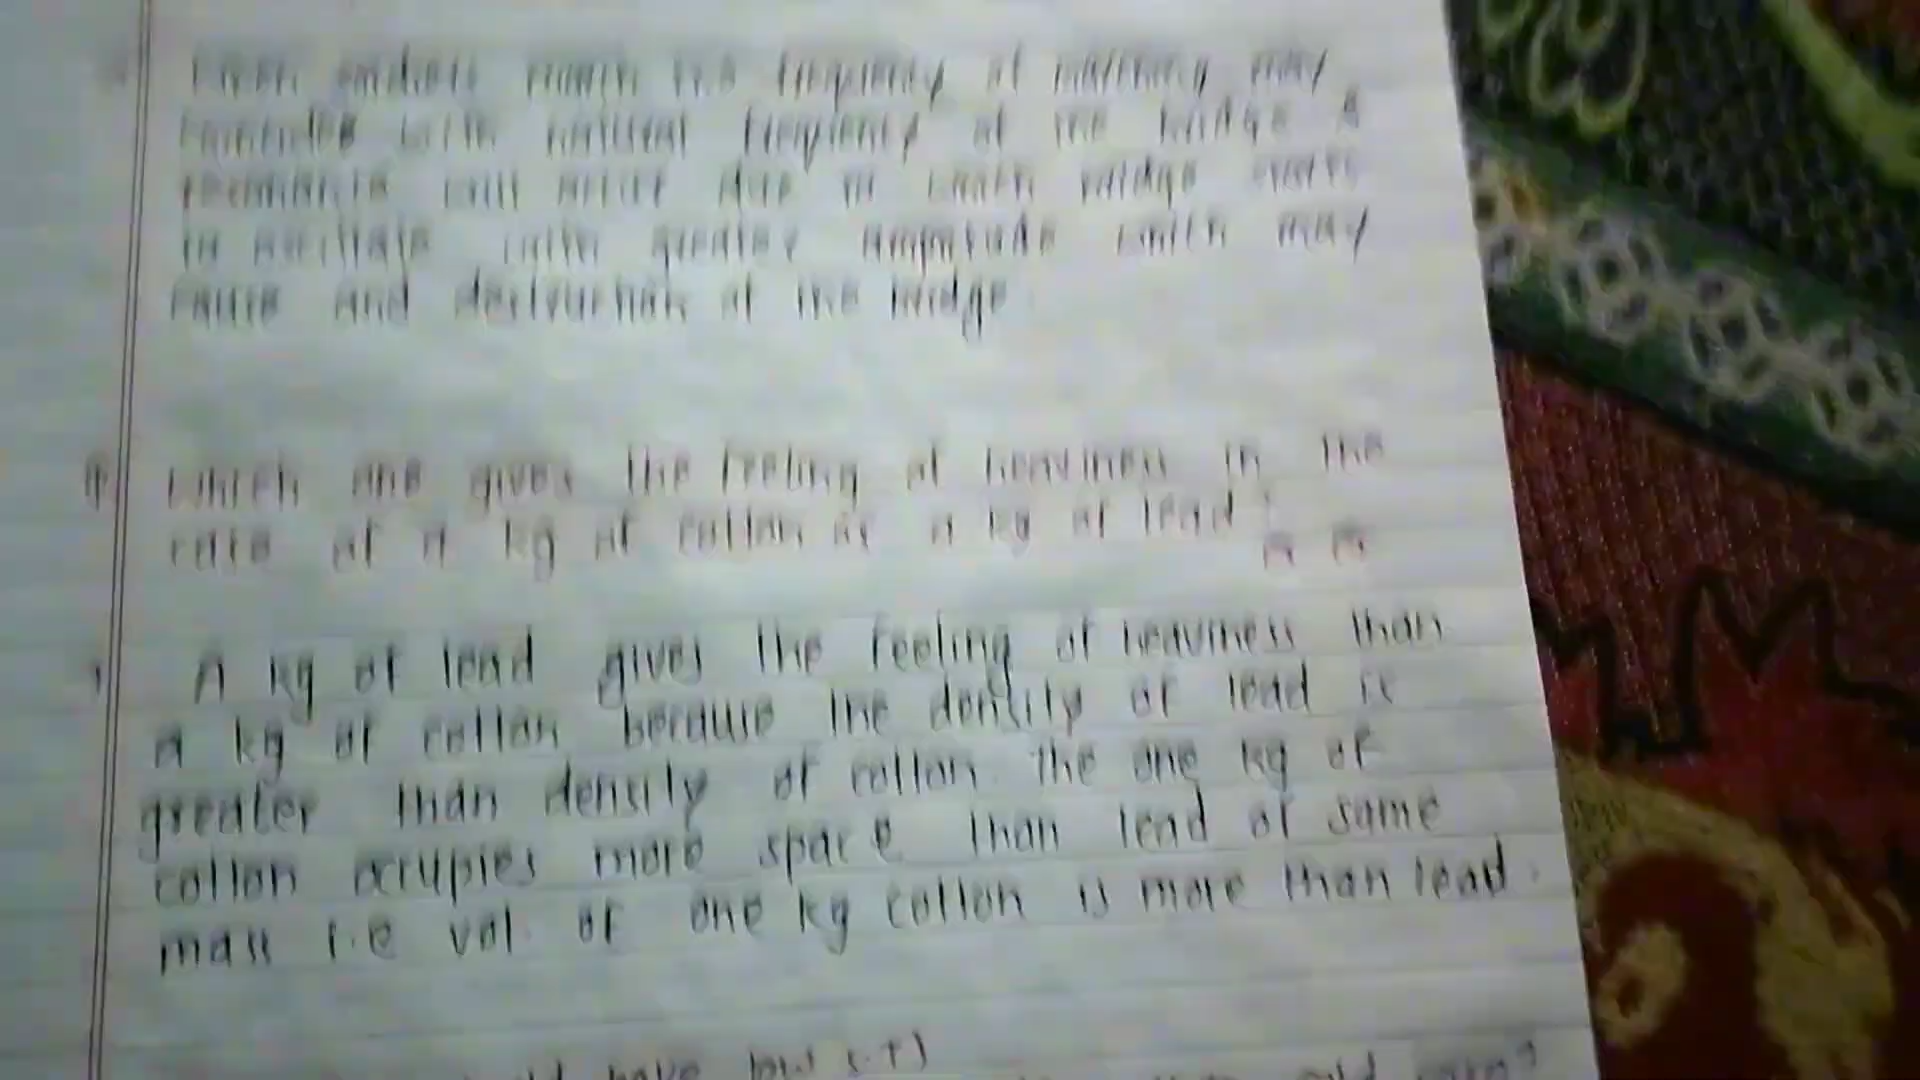 when soldiers march the frequency of marching may
coincides with natural frequency of the bridge &
resonance will occur due to which bridge starts
to oscillate with greater amplitude which may
cause and destruction of the bridge.
Which one gives the feeling of heaviness in the
case of a kg of cotton or a kg of lead?
A kg of lead gives the feeling of heaviness than
a kg of cotton because the density of lead is
greater than density of cotton. The one kg of
cotton occupies more space than lead of same
mass i.e vol. of one kg cotton is more than lead.
have low